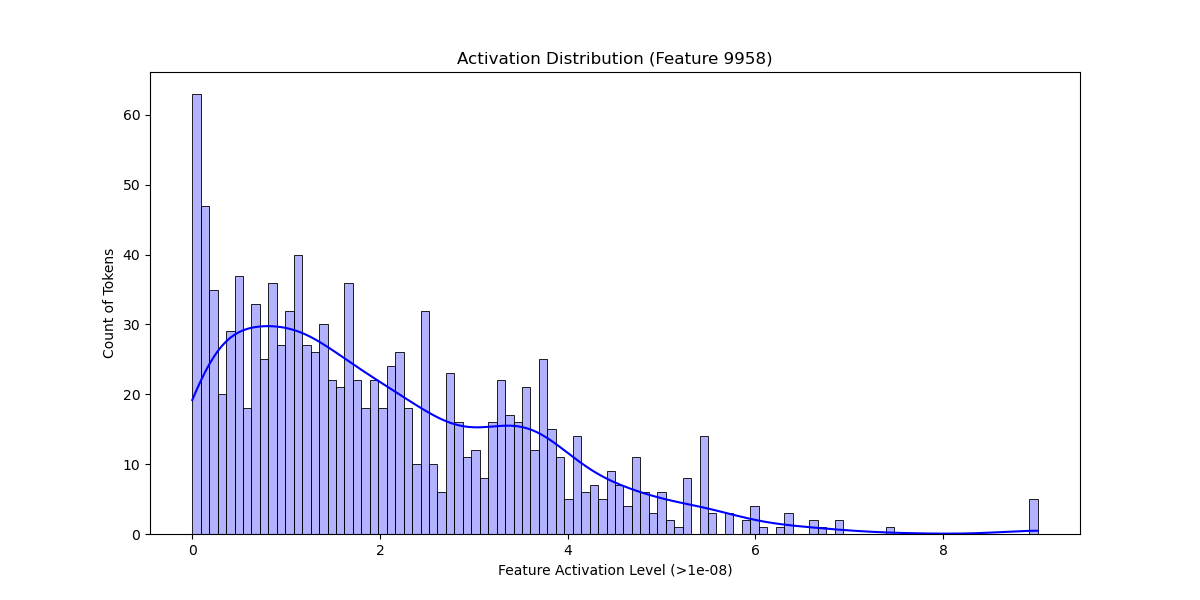 Activation Distribution (Feature 9958)
Count of Tokens
60
50
40
30
20
10
0
0 2 4 6 8
Feature Activation Level (>1e-08)